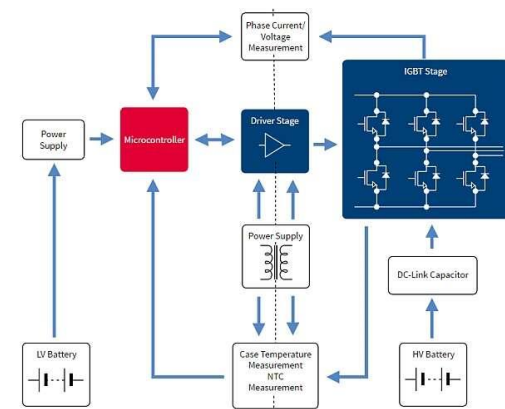 Phase Current/
Voltage
Measurement
IGBT Stage
Power
Supply
Microcontroller
Driver Stage
Power Supply
DC-Link Capacitor
LV Battery
Case Temperature
Measurement
NTC
Measurement
HV Battery